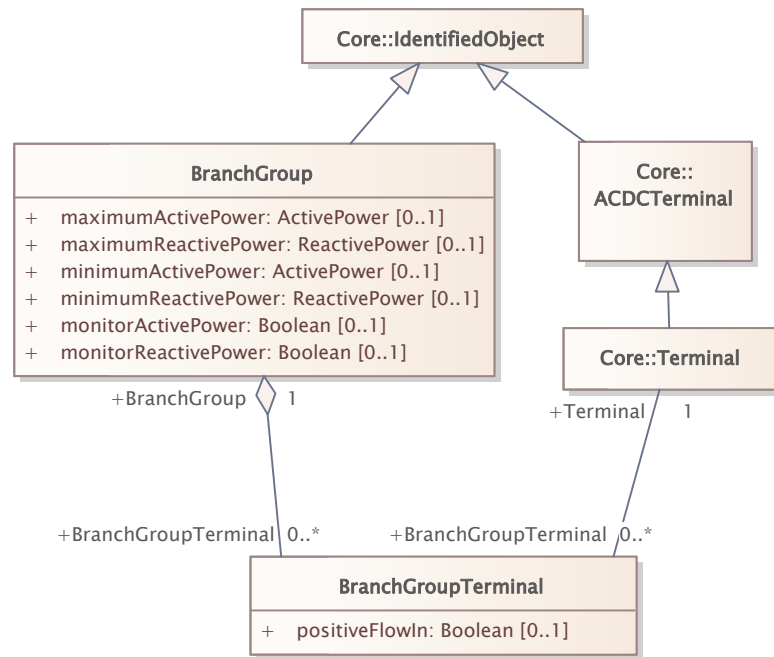 Core::IdentifiedObject
BranchGroup
+ maximumActivePower: ActivePower [0..1]
+ maximumReactivePower: ReactivePower [0..1]
+ minimumActivePower: ActivePower [0..1]
+ minimumReactivePower: ReactivePower [0..1]
+ monitorActivePower: Boolean [0..1]
+ monitorReactivePower: Boolean [0..1]
Core::
ACDCTerminal
Core::Terminal
+BranchGroup 1
+Terminal 1
+BranchGroupTerminal 0..*
+BranchGroupTerminal 0..*
BranchGroupTerminal
+ positiveFlowIn: Boolean [0..1]